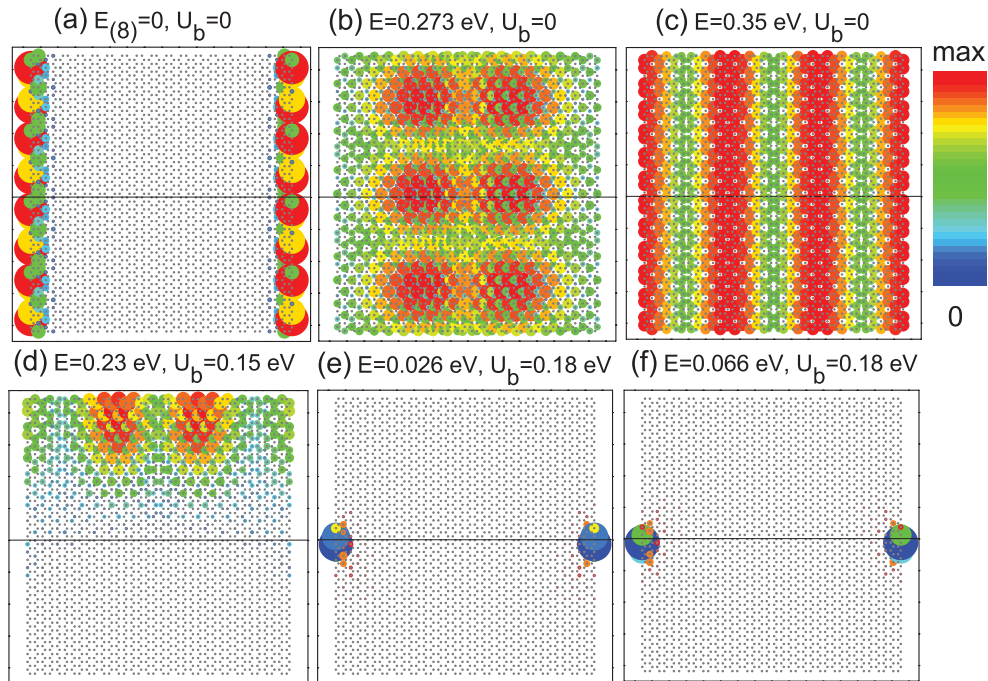 (a) E(8)=0, Ub=0
(b) E=0.273 eV, Ub=0
(c) E=0.35 eV, Ub=0
max
0
(d) E=0.23 eV, Ub=0.15 eV
(e) E=0.026 eV, Ub=0.18 eV
(f) E=0.066 eV, Ub=0.18 eV